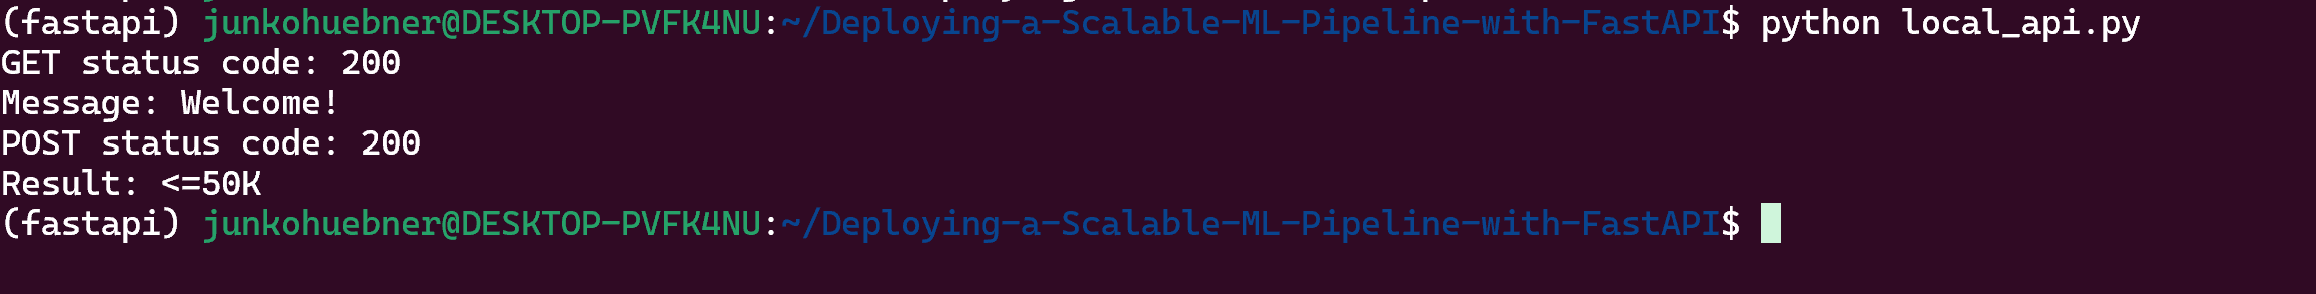 (fastapi) junkohuebner@DESKTOP-PVFK4NU:~/Deploying-a-Scalable-ML-Pipeline-with-FastAPI$ python local_api.py
GET status code: 200
Message: Welcome!
POST status code: 200
Result: <=50K
(fastapi) junkohuebner@DESKTOP-PVFK4NU:~/Deploying-a-Scalable-ML-Pipeline-with-FastAPI$